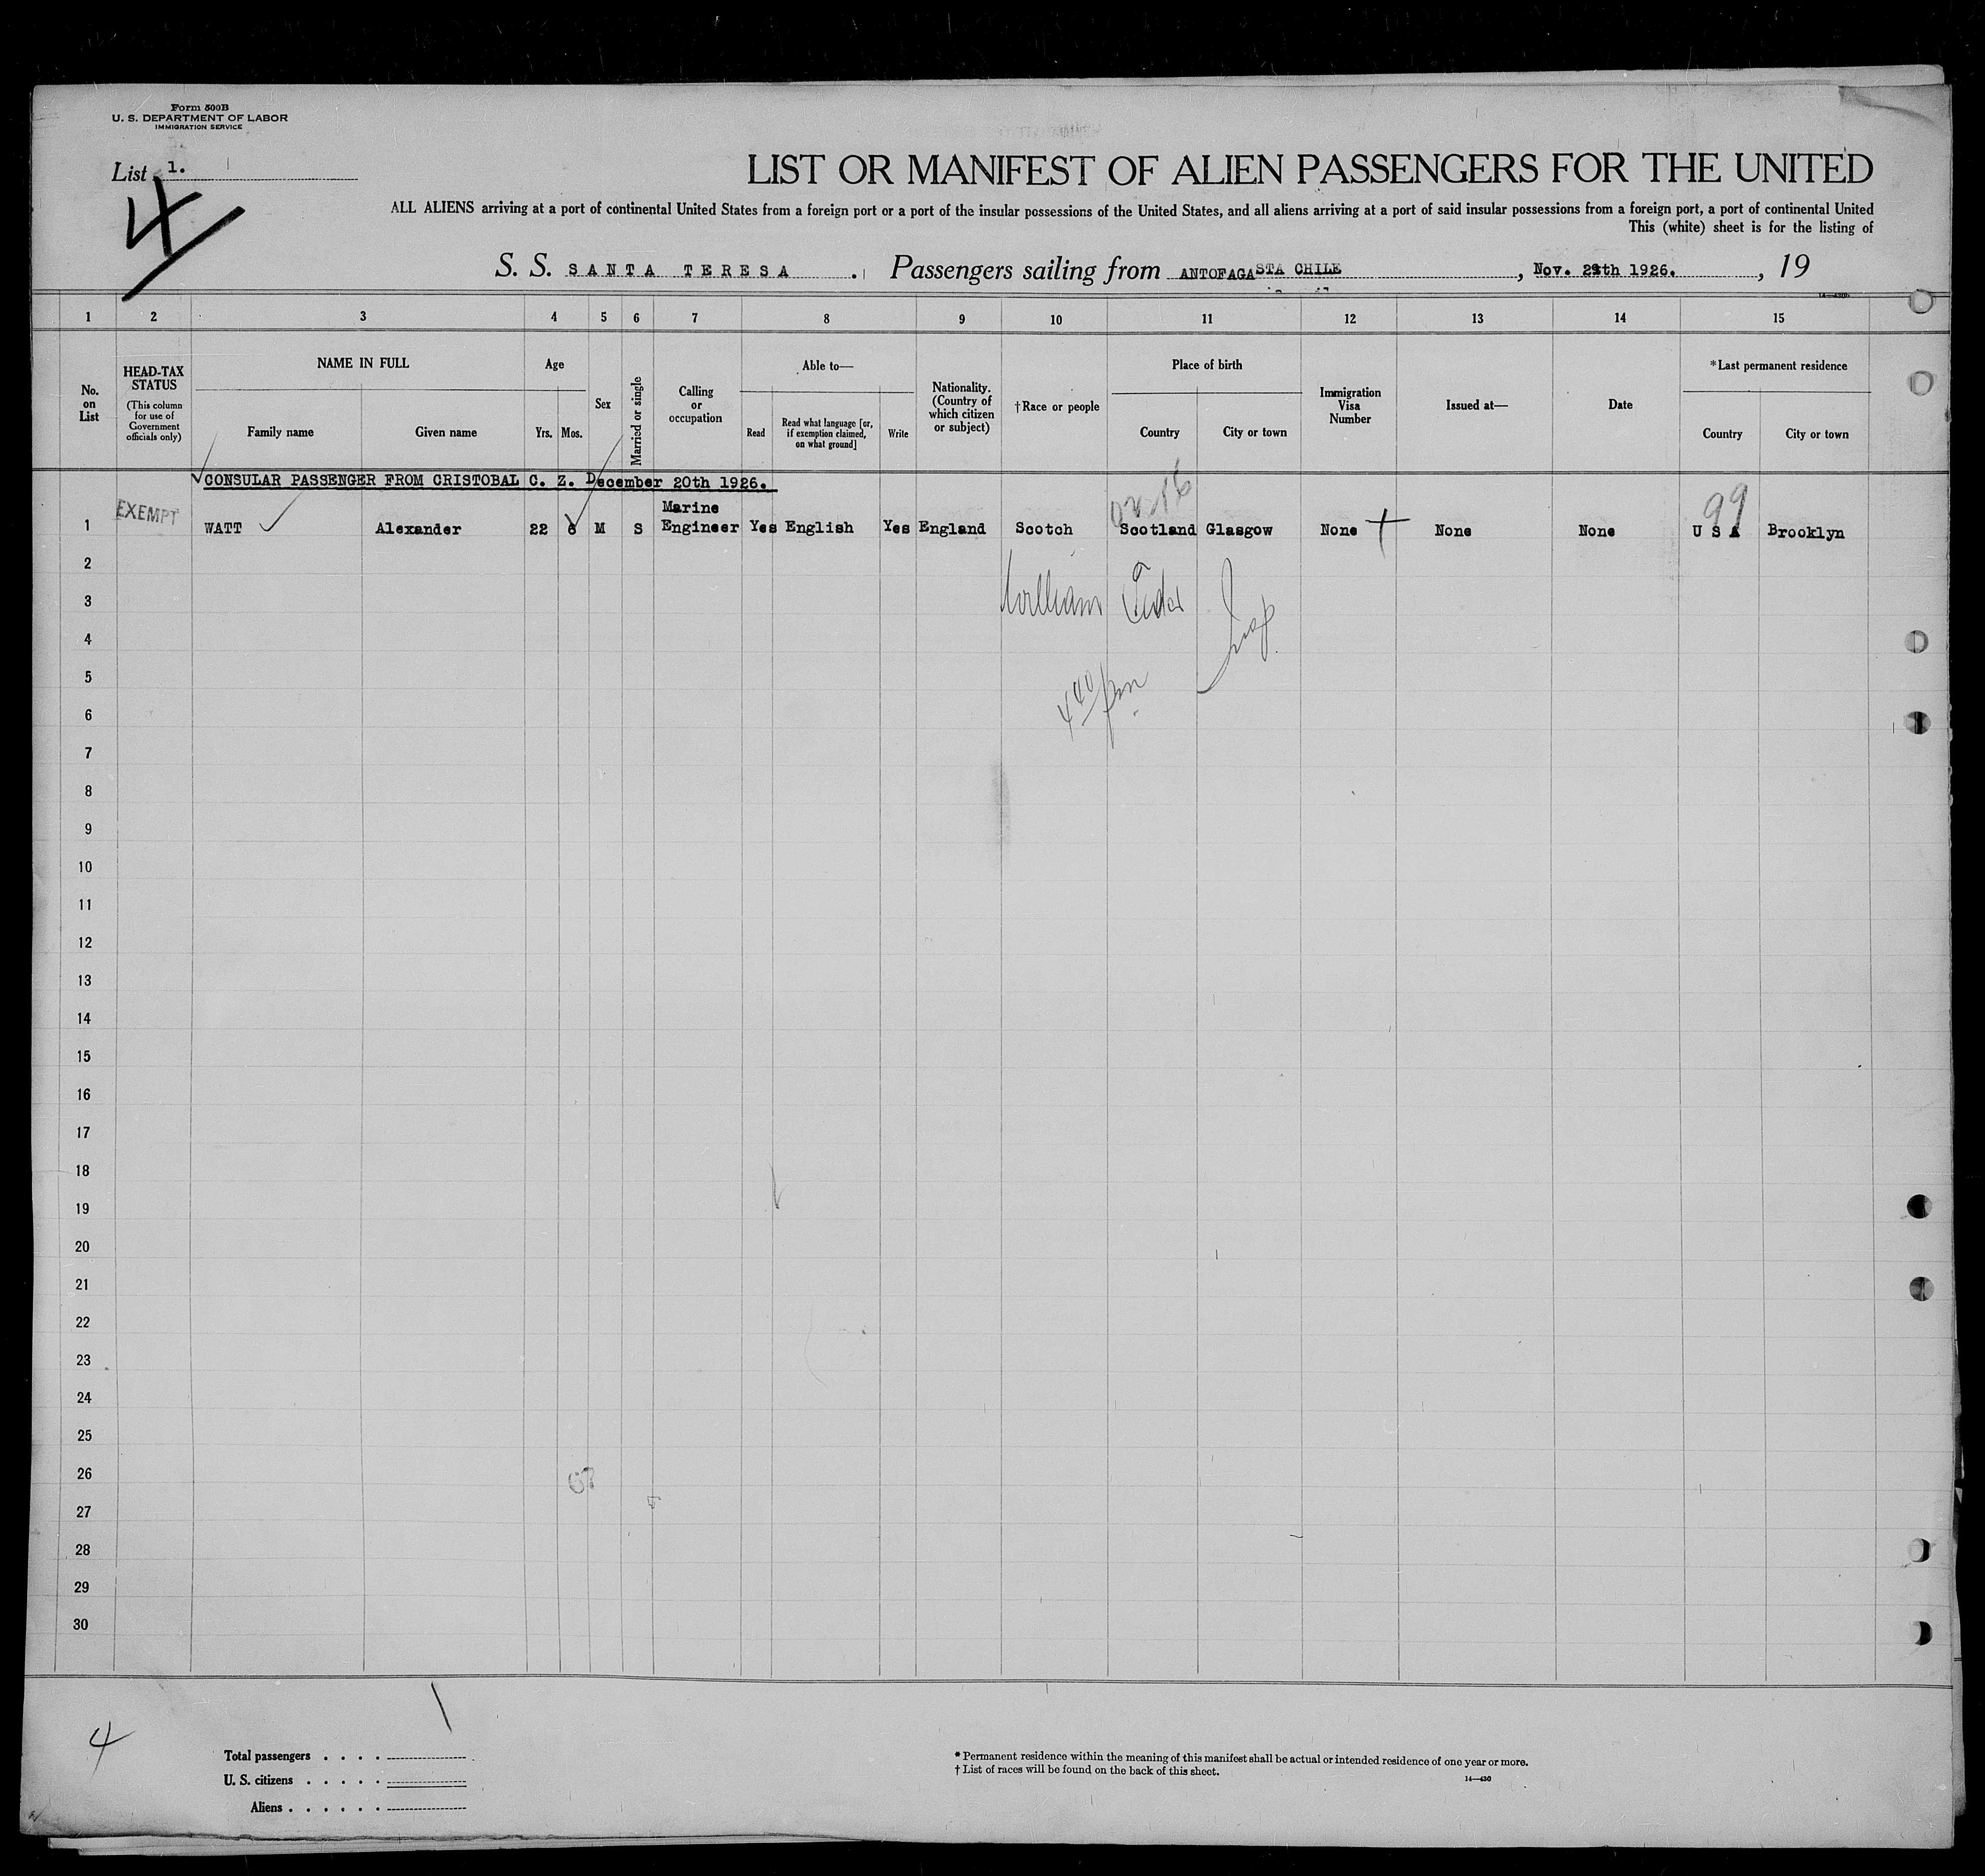 Form 500B
U. S. DEPARTMENT OF LABOR
IMMIGRATION SERVICE
List 1.
4
LIST OR MANIFEST OF ALIEN PASSENGERS FOR THE UNITED
ALL ALIENS arriving at a port of continental United States from a foreign port or a port of the insular possessions of the United States, and all aliens arriving at a port of said insular possessions from a foreign port, a port of continental United
This (white) sheet is for the listing of
S. S. SANTA TERESA . Passengers sailing from ANTOFAGASTA CHILE , Nov. 29th 1926. , 19
1 2 3 4 5 6 7 8 9 10 11 12 13 14 15
No. on List
HEAD-TAX STATUS (This column for use of Government officials only)
NAME IN FULL
Family name Given name
Age
Yrs. Mos.
Sex
Married or single
Calling or occupation
Able to—
Read Read what language [or, if exemption claimed, on what ground] Write
Nationality. (Country of which citizen or subject)
†Race or people
Place of birth
Country City or town
Immigration Visa Number
Issued at—
Date
*Last permanent residence
Country City or town
CONSULAR PASSENGER FROM CRISTOBAL C. Z. December 20th 1926.
1 EXEMPT WATT Alexander 22 6 M S Marine Engineer Yes English Yes England Scotch Scotland Glasgow None None None 99 U S A Brooklyn
2
William
3
Insp.
4
5
440 pm
6
7
8
9
10
11
12
13
14
15
16
17
18
19
20
21
22
23
24
25
26
27
28
29
30
4
Total passengers . . . .
U. S. citizens . . . . .
Aliens . . . . . .
* Permanent residence within the meaning of this manifest shall be actual or intended residence of one year or more.
† List of races will be found on the back of this sheet.
14—430